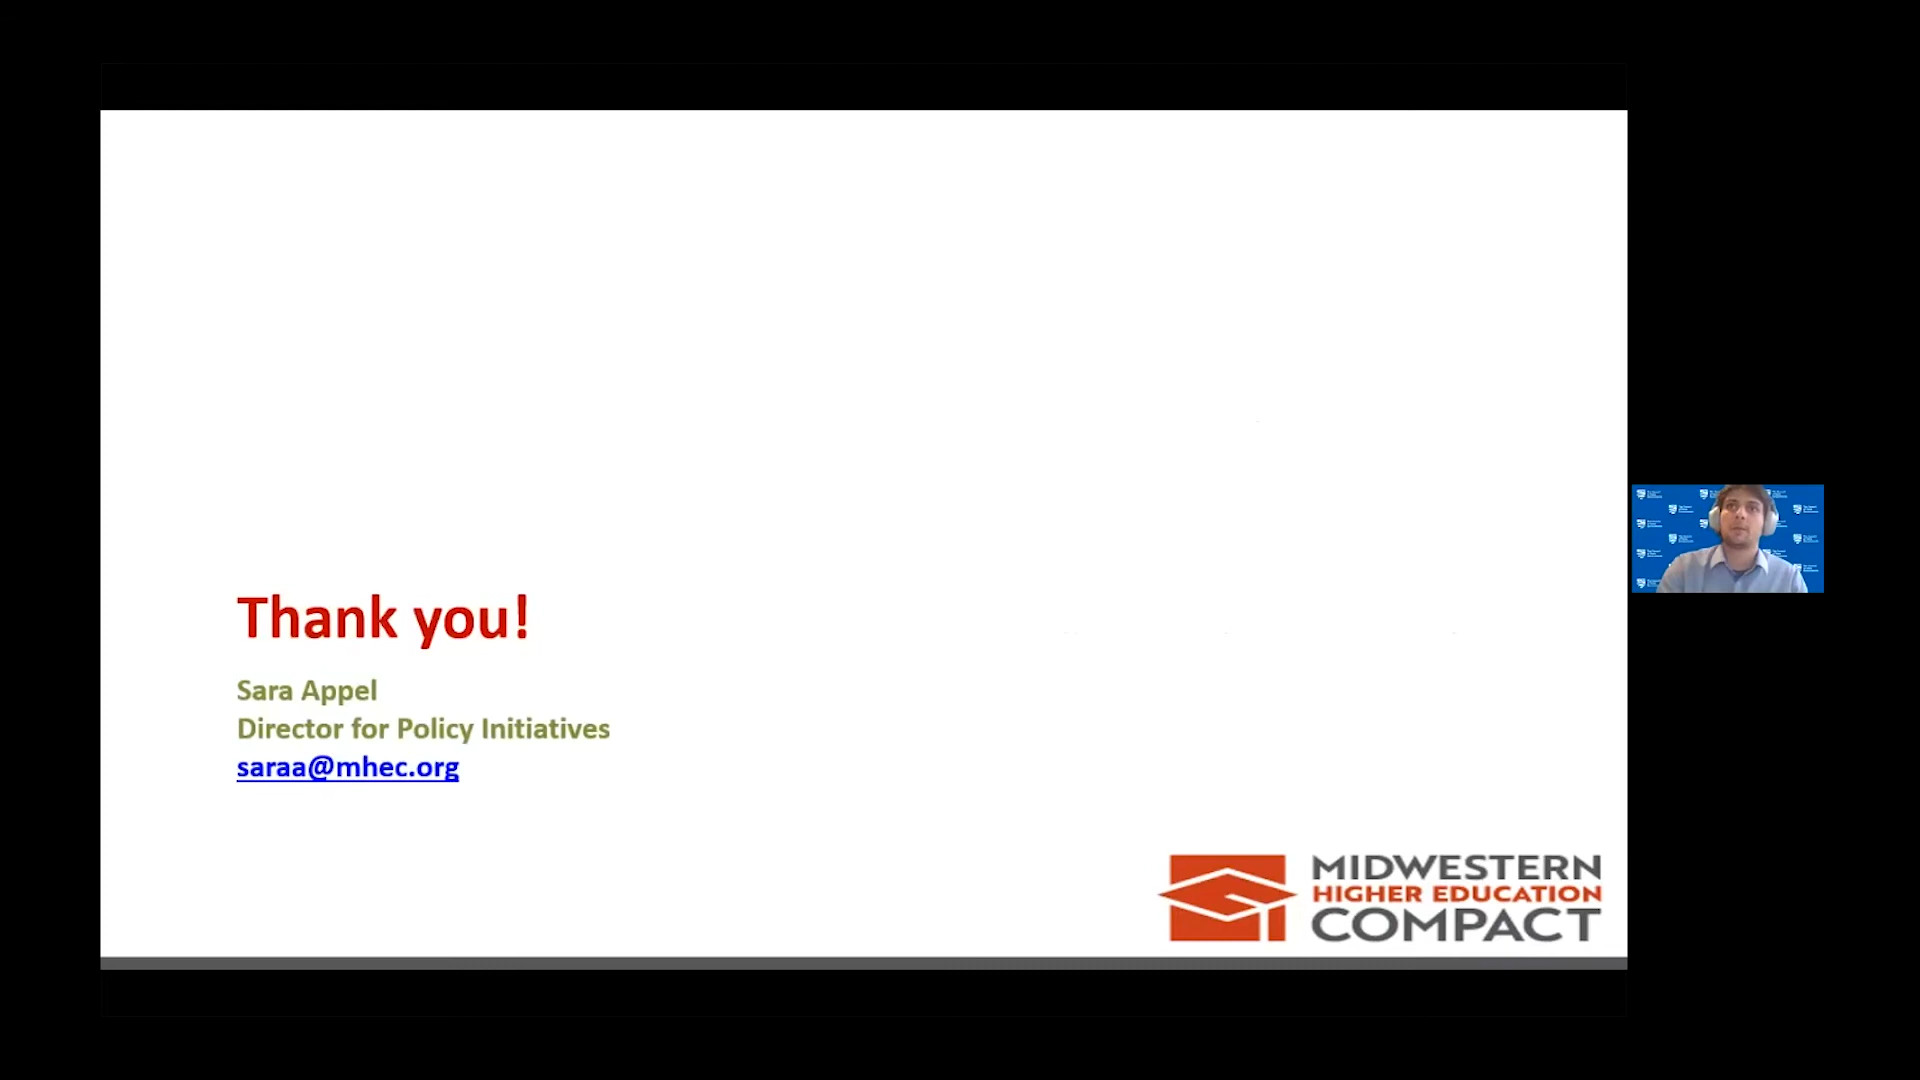 Thank you!
Sara Appel
Director for Policy Initiatives
saraa@mhec.org
MIDWESTERN
HIGHER EDUCATION
COMPACT